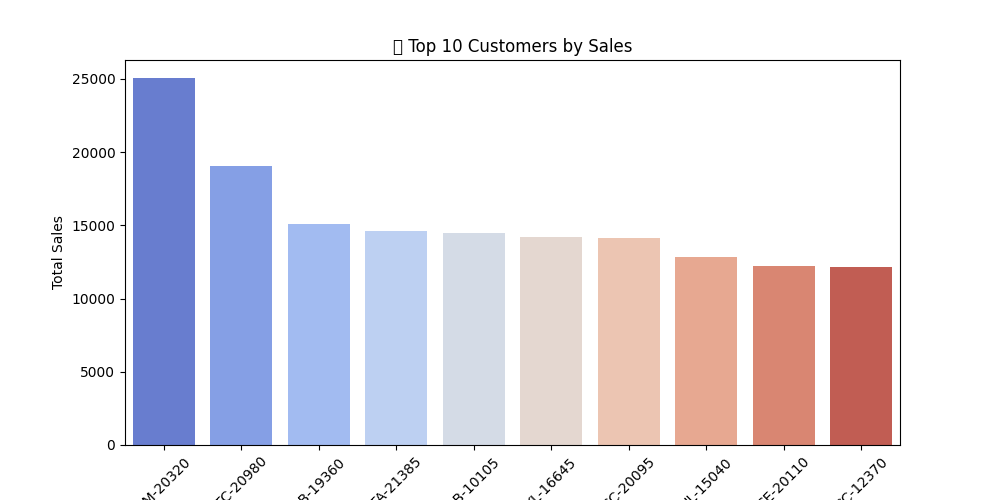 Top 10 Customers by Sales
Total Sales
25000
20000
15000
10000
5000
0
M-20320
C-20980
B-19360
A-21385
B-10105
L-16645
C-20095
L-15040
E-20110
C-12370